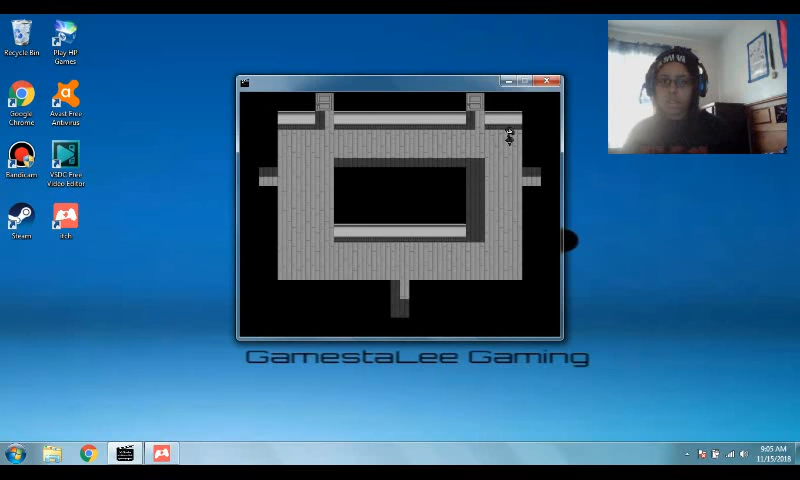 Recycle Bin
Play HP
Games
Google
Chrome
Avast Free
Antivirus
Bandicam
VSDC Free
Video Editor
Steam
itch
GamestaLee Gaming
9:05 AM
11/15/2018